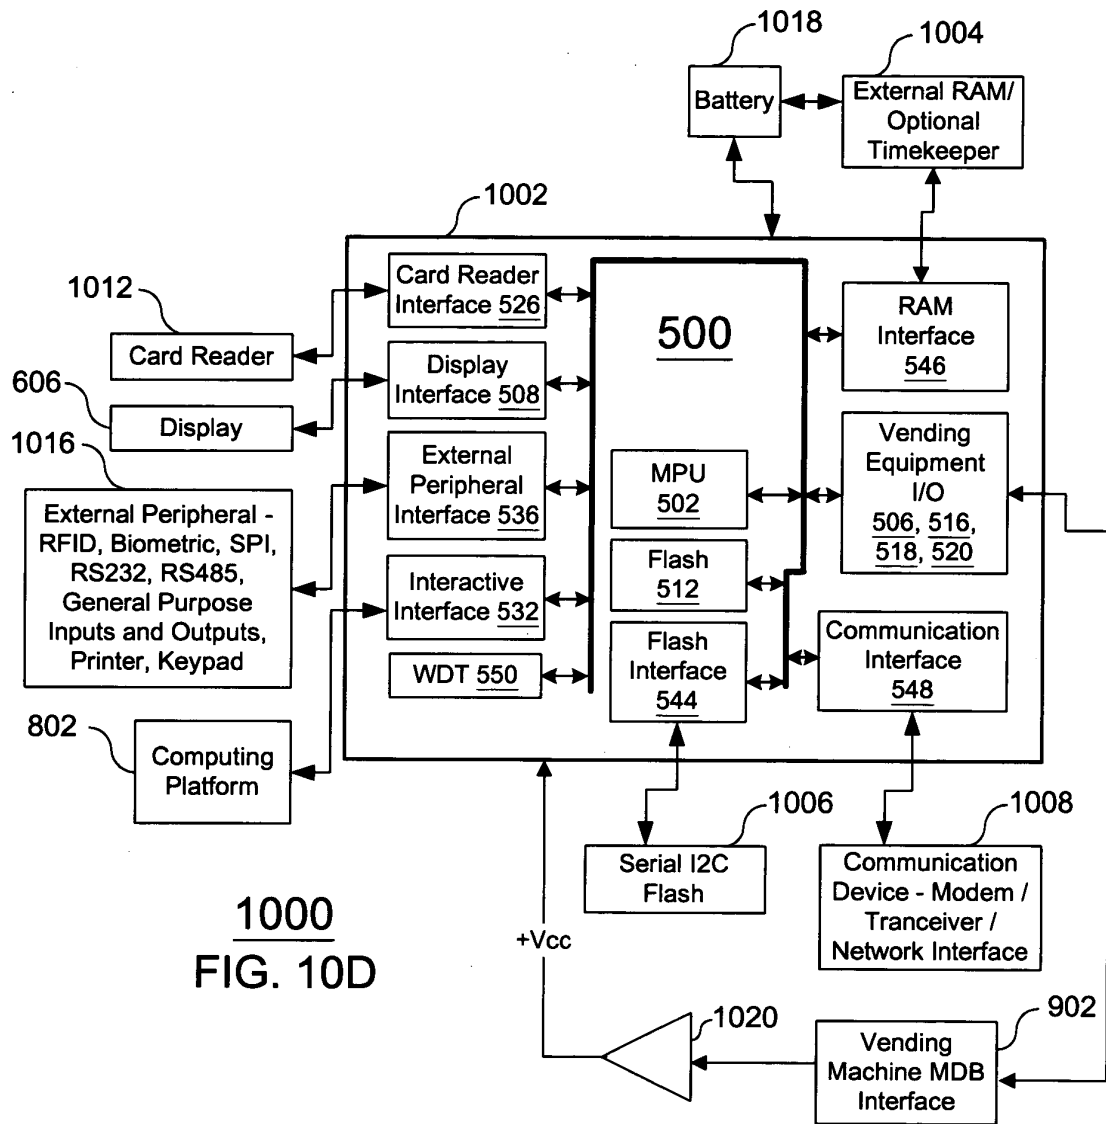 1018
1004
Battery
External RAM/
Optional
Timekeeper
1002
Card Reader
Interface 526
1012
Card Reader
500
RAM
Interface
546
Display
Interface 508
606
Display
1016
External Peripheral -
RFID, Biometric, SPI,
RS232, RS485,
General Purpose
Inputs and Outputs,
Printer, Keypad
External
Peripheral
Interface
536
MPU
502
Vending
Equipment
I/O
506, 516,
518, 520
Flash
512
Interactive
Interface 532
Flash
Interface
544
Communication
Interface
548
WDT 550
802
Computing
Platform
1006
Serial I2C
Flash
1008
Communication
Device - Modem /
Tranceiver /
Network Interface
1000
FIG. 10D
+Vcc
1020
902
Vending
Machine MDB
Interface